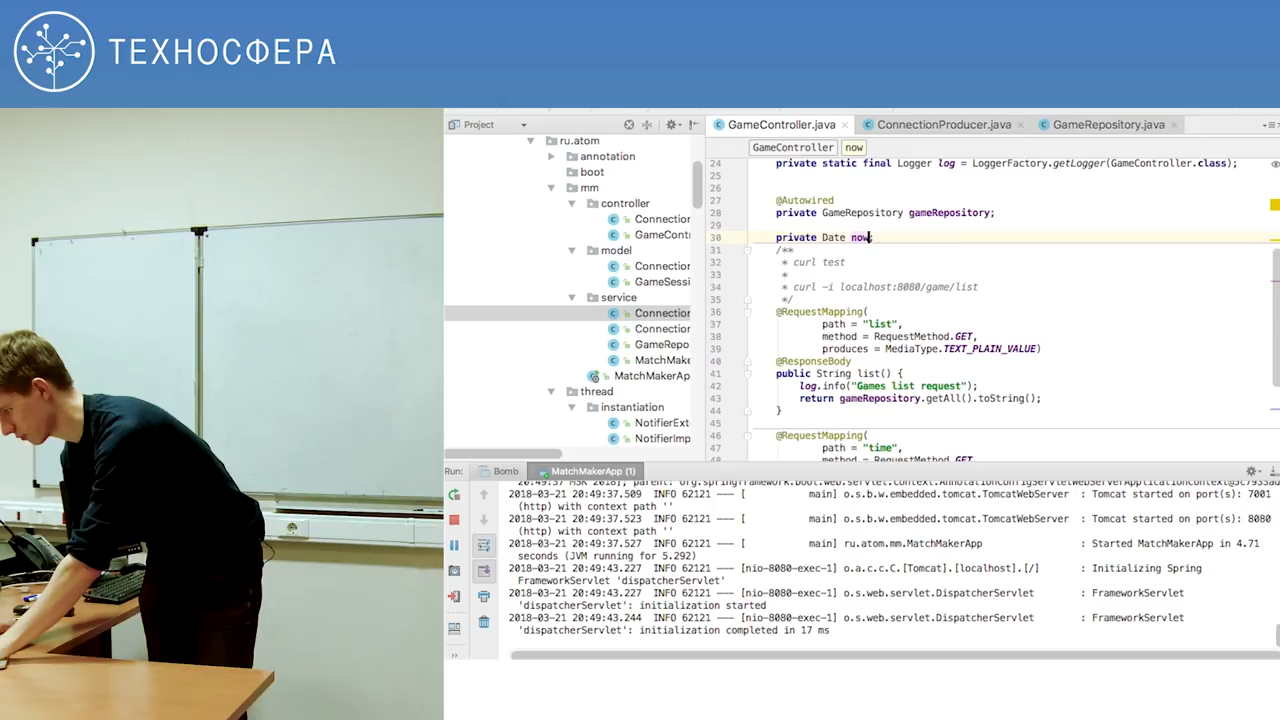 ТЕХНОСФЕРА
Project
GameController.java
ConnectionProducer.java
GameRepository.java
ru.atom
annotation
boot
mm
controller
Connection
GameContr
model
Connection
GameSessi
service
Connection
Connection
GameRepo
MatchMake
MatchMakerAp
thread
instantiation
NotifierExt
NotifierImp
GameController now
24 private static final Logger log = LoggerFactory.getLogger(GameController.class);
25
26
27 @Autowired
28 private GameRepository gameRepository;
29
30 private Date now;
31 /**
32 * curl test
33 *
34 * curl -i localhost:8080/game/list
35 */
36 @RequestMapping(
37 path = "list",
38 method = RequestMethod.GET,
39 produces = MediaType.TEXT_PLAIN_VALUE)
40 @ResponseBody
41 public String list() {
42 log.info("Games list request");
43 return gameRepository.getAll().toString();
44 }
45
46 @RequestMapping(
47 path = "time",
48 method = RequestMethod.GET
Run: Bomb MatchMakerApp (1)
2018-03-21 20:49:37.509 INFO 62121 --- [ main] o.s.b.w.embedded.tomcat.TomcatWebServer : Tomcat started on port(s): 7001
(http) with context path ''
2018-03-21 20:49:37.523 INFO 62121 --- [ main] o.s.b.w.embedded.tomcat.TomcatWebServer : Tomcat started on port(s): 8080
(http) with context path ''
2018-03-21 20:49:37.527 INFO 62121 --- [ main] ru.atom.mm.MatchMakerApp : Started MatchMakerApp in 4.71
seconds (JVM running for 5.292)
2018-03-21 20:49:43.227 INFO 62121 --- [nio-8080-exec-1] o.a.c.c.C.[Tomcat].[localhost].[/] : Initializing Spring
FrameworkServlet 'dispatcherServlet'
2018-03-21 20:49:43.227 INFO 62121 --- [nio-8080-exec-1] o.s.web.servlet.DispatcherServlet : FrameworkServlet
'dispatcherServlet': initialization started
2018-03-21 20:49:43.244 INFO 62121 --- [nio-8080-exec-1] o.s.web.servlet.DispatcherServlet : FrameworkServlet
'dispatcherServlet': initialization completed in 17 ms